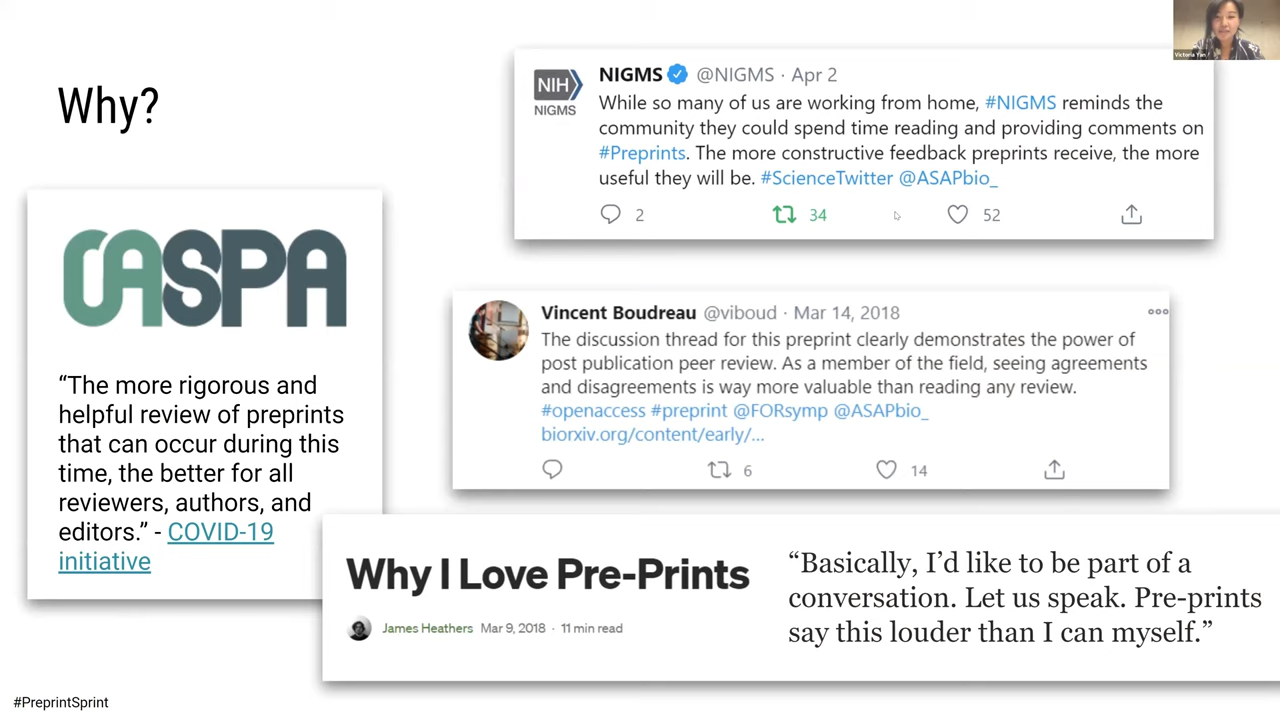 Why?
OASPA
“The more rigorous and
helpful review of preprints
that can occur during this
time, the better for all
reviewers, authors, and
editors.” - COVID-19
initiative
NIH
NIGMS
NIGMS @NIGMS · Apr 2
While so many of us are working from home, #NIGMS reminds the
community they could spend time reading and providing comments on
#Preprints. The more constructive feedback preprints receive, the more
useful they will be. #ScienceTwitter @ASAPbio_
2 34 52
Vincent Boudreau @viboud · Mar 14, 2018
The discussion thread for this preprint clearly demonstrates the power of
post publication peer review. As a member of the field, seeing agreements
and disagreements is way more valuable than reading any review.
#openaccess #preprint @FORsymp @ASAPbio_
biorxiv.org/content/early/...
6 14
Why I Love Pre-Prints
James Heathers Mar 9, 2018 · 11 min read
“Basically, I’d like to be part of a
conversation. Let us speak. Pre-prints
say this louder than I can myself.”
#PreprintSprint
Victoria Yan